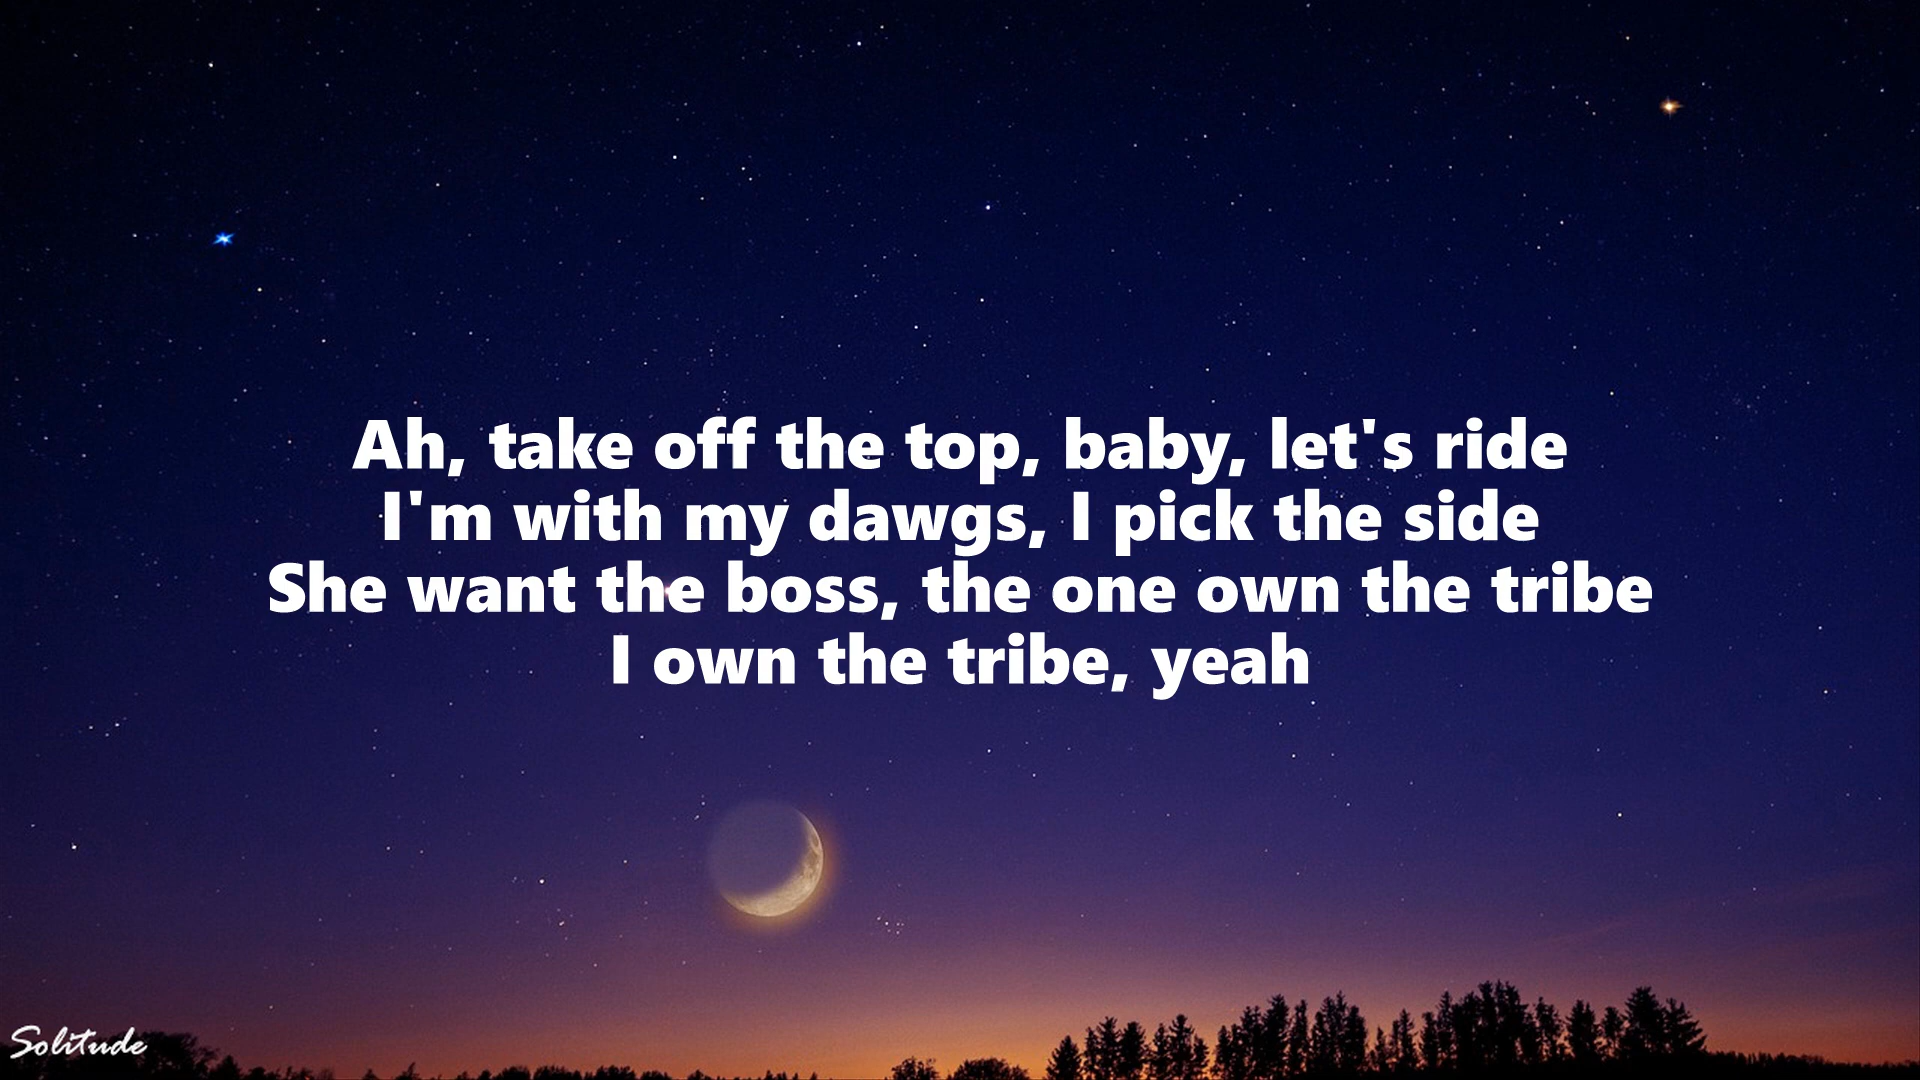 Ah, take off the top, baby, let's ride
I'm with my dawgs, I pick the side
She want the boss, the one own the tribe
I own the tribe, yeah
Solitude